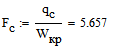 F_c := q_c / W_кр = 5.657